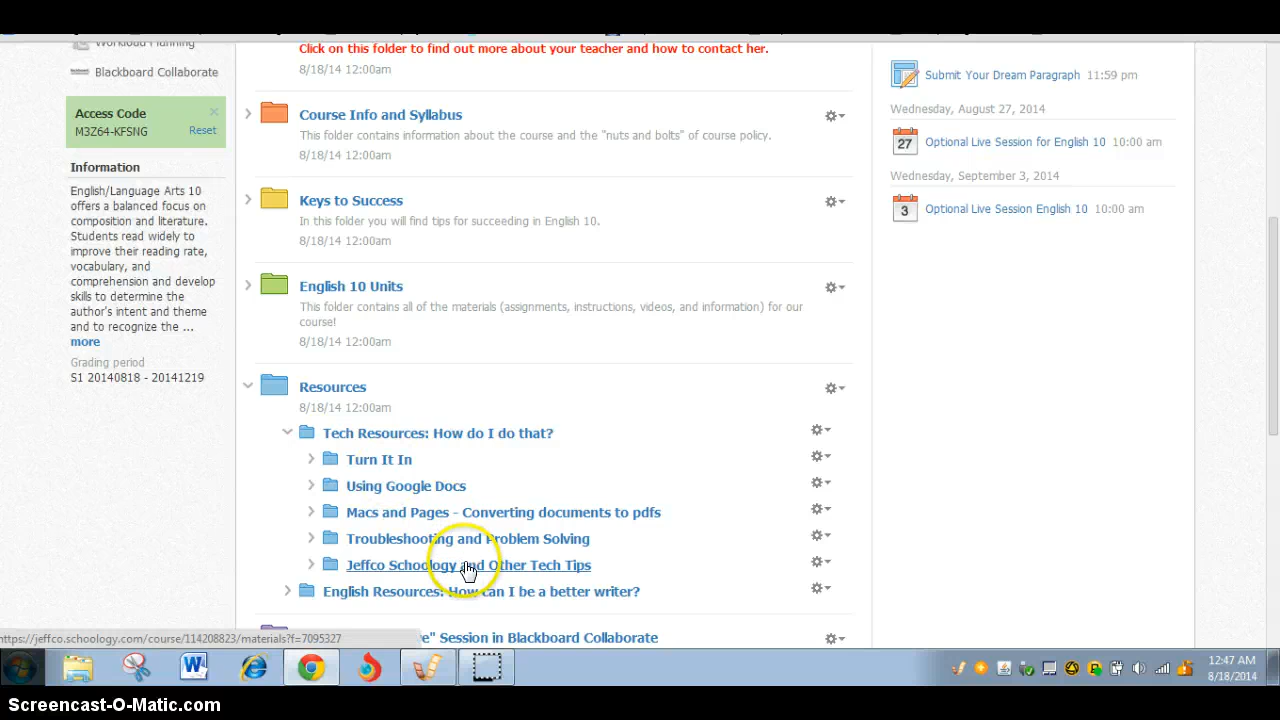 Workload Planning
Blackboard Collaborate
Access Code
M3Z64-KFSNG
Reset
Information
English/Language Arts 10
offers a balanced focus on
composition and literature.
Students read widely to
improve their reading rate,
vocabulary, and
comprehension and develop
skills to determine the
author's intent and theme
and to recognize the ...
more
Grading period
S1 20140818 - 20141219
Click on this folder to find out more about your teacher and how to contact her.
8/18/14 12:00am
Course Info and Syllabus
This folder contains information about the course and the "nuts and bolts" of course policy.
8/18/14 12:00am
Keys to Success
In this folder you will find tips for succeeding in English 10.
8/18/14 12:00am
English 10 Units
This folder contains all of the materials (assignments, instructions, videos, and information) for our
course!
8/18/14 12:00am
Resources
8/18/14 12:00am
Tech Resources: How do I do that?
Turn It In
Using Google Docs
Macs and Pages - Converting documents to pdfs
Troubleshooting and Problem Solving
Jeffco Schoology and Other Tech Tips
English Resources: How can I be a better writer?
e" Session in Blackboard Collaborate
Submit Your Dream Paragraph 11:59 pm
Wednesday, August 27, 2014
27 Optional Live Session for English 10 10:00 am
Wednesday, September 3, 2014
3 Optional Live Session English 10 10:00 am
https://jeffco.schoology.com/course/114208823/materials?f=7095327
12:47 AM
8/18/2014
Screencast-O-Matic.com